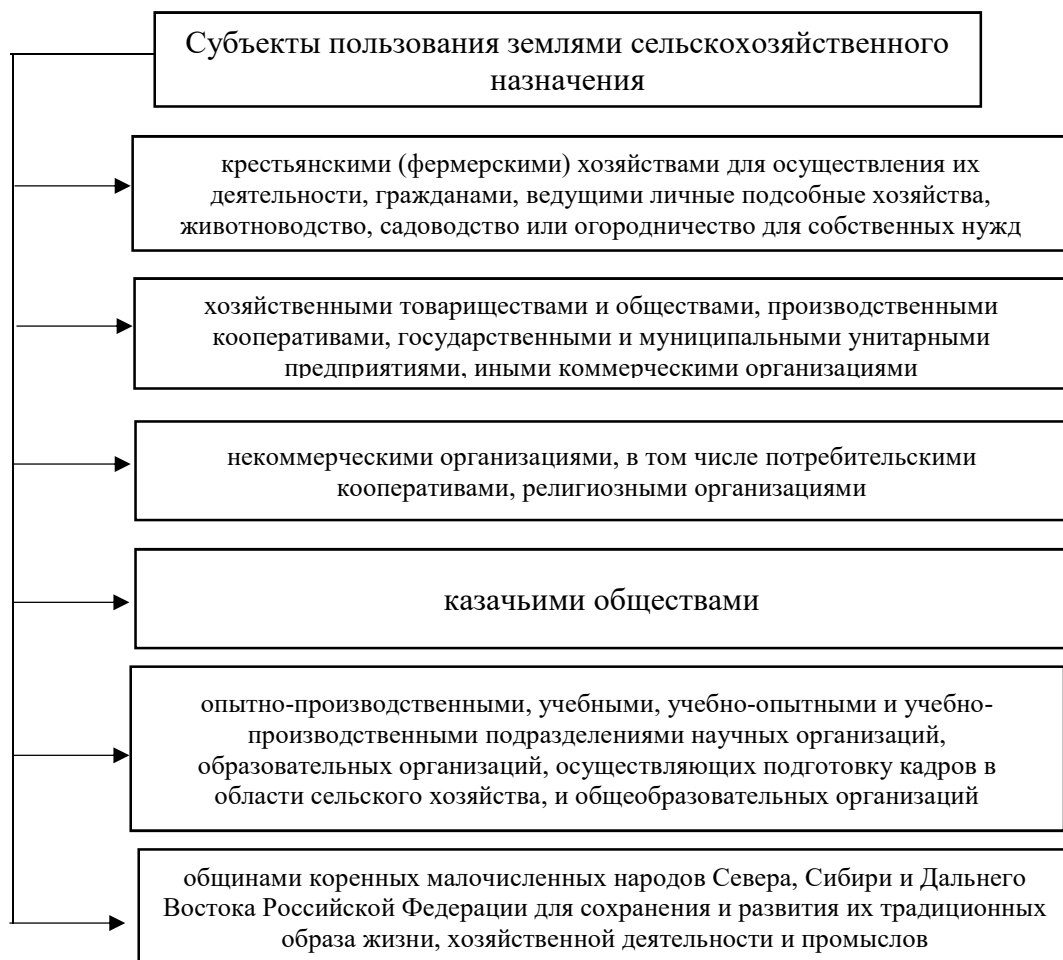 Субъекты пользования землями сельскохозяйственного
назначения
крестьянскими (фермерскими) хозяйствами для осуществления их
деятельности, гражданами, ведущими личные подсобные хозяйства,
животноводство, садоводство или огородничество для собственных нужд
хозяйственными товариществами и обществами, производственными
кооперативами, государственными и муниципальными унитарными
предприятиями, иными коммерческими организациями
некоммерческими организациями, в том числе потребительскими
кооперативами, религиозными организациями
казачьими обществами
опытно-производственными, учебными, учебно-опытными и учебно-
производственными подразделениями научных организаций,
образовательных организаций, осуществляющих подготовку кадров в
области сельского хозяйства, и общеобразовательных организаций
общинами коренных малочисленных народов Севера, Сибири и Дальнего
Востока Российской Федерации для сохранения и развития их традиционных
образа жизни, хозяйственной деятельности и промыслов